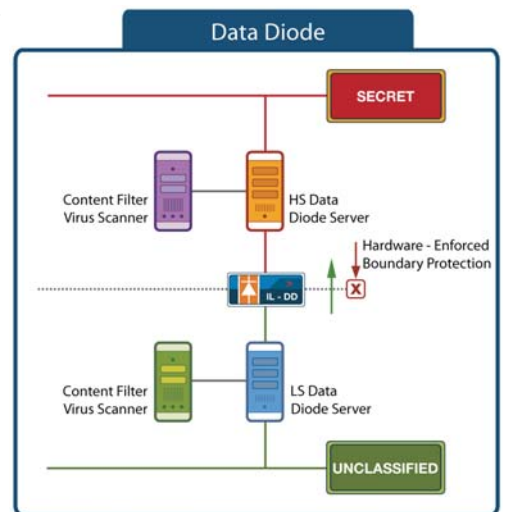 Data Diode
SECRET
Content Filter
Virus Scanner
HS Data
Diode Server
Hardware - Enforced
Boundary Protection
X
IL - DD
Content Filter
Virus Scanner
LS Data
Diode Server
UNCLASSIFIED